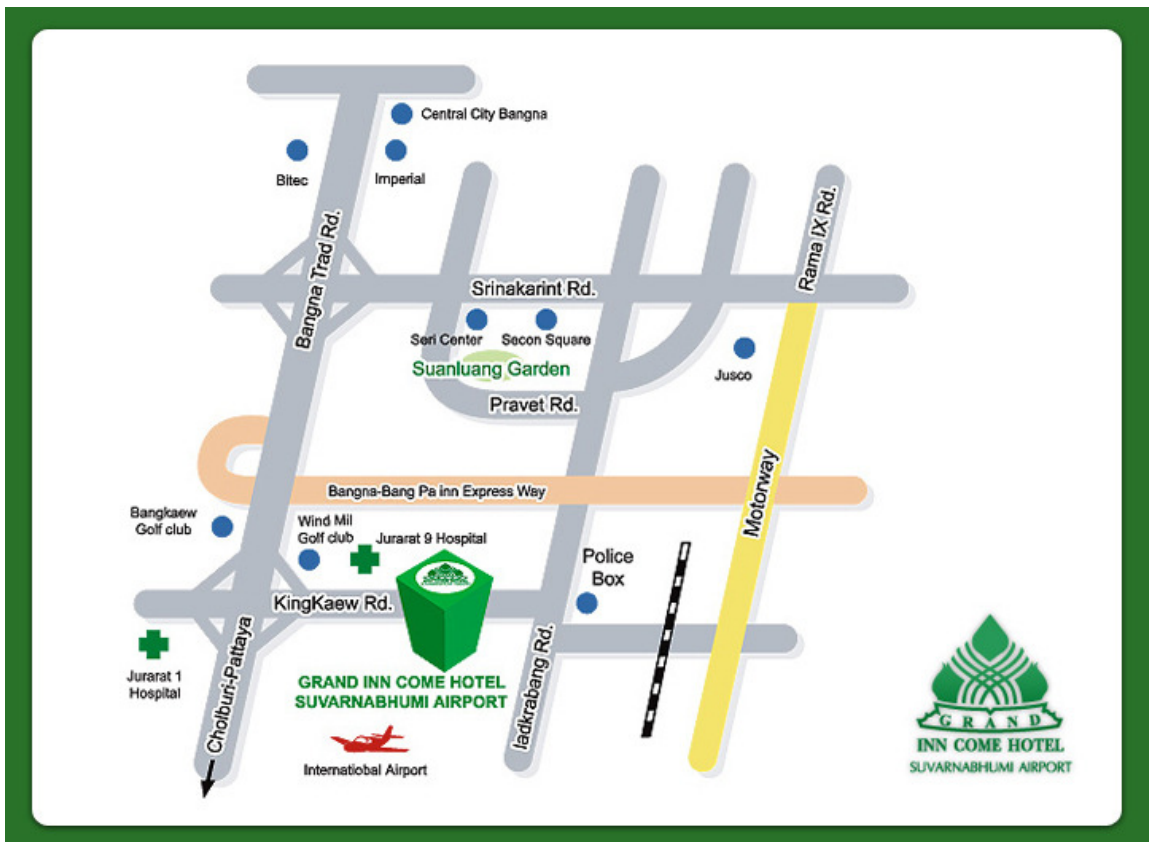 Central City Bangna
Bitec
Imperial
Bangna Trad Rd.
Rama IX Rd.
Srinakarint Rd.
Seri Center
Secon Square
Suanluang Garden
Jusco
Pravet Rd.
Motorway
Bangna-Bang Pa inn Express Way
Bangkaew
Golf club
Wind Mil
Golf club
Jurarat 9 Hospital
Police
Box
KingKaew Rd.
Jurarat 1
Hospital
Cholburi-Pattaya
GRAND INN COME HOTEL
SUVARNABHUMI AIRPORT
ladkrabang Rd.
Internatiobal Airport
GRAND
INN COME HOTEL
SUVARNABHUMI AIRPORT